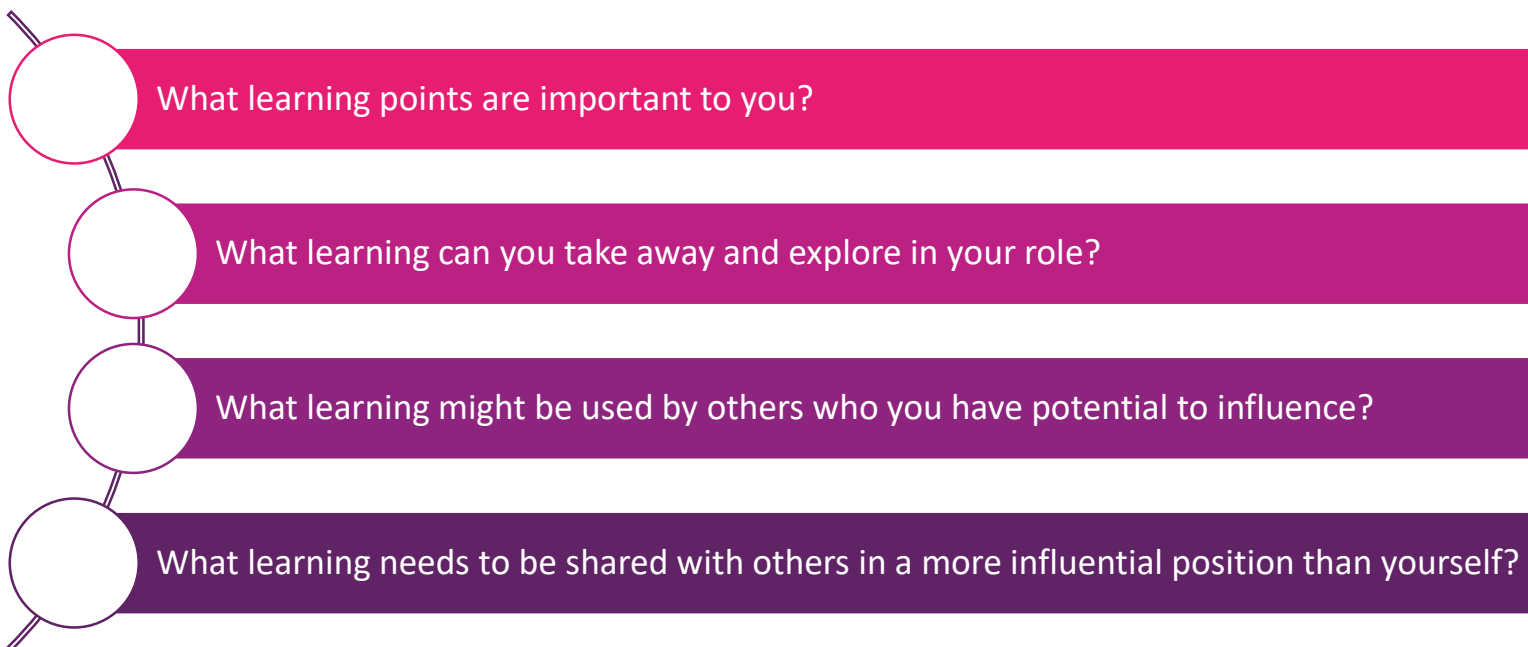 What learning points are important to you?
What learning can you take away and explore in your role?
What learning might be used by others who you have potential to influence?
What learning needs to be shared with others in a more influential position than yourself?